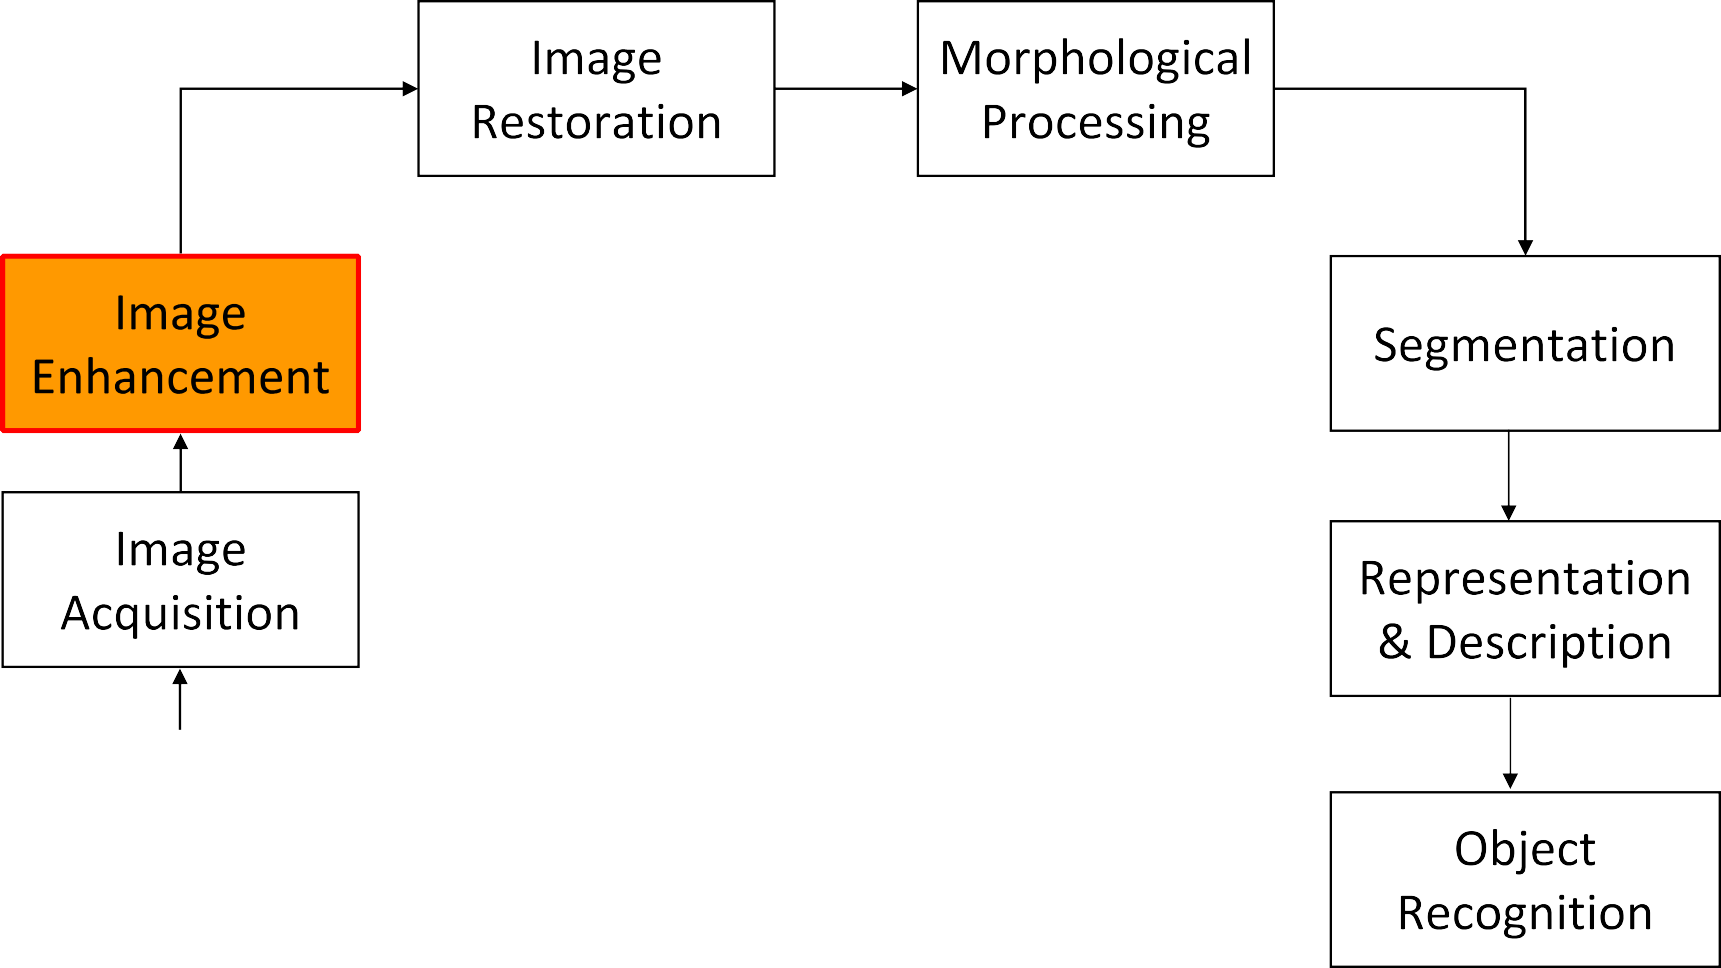 Image
Restoration
Morphological
Processing
Image
Enhancement
Segmentation
Image
Acquisition
Representation
& Description
Object
Recognition